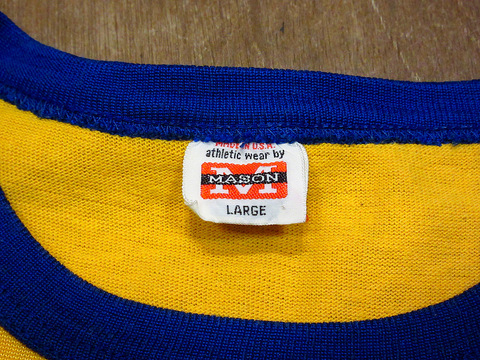 MADE IN U.S.A.
athletic wear by
M
MASON
LARGE